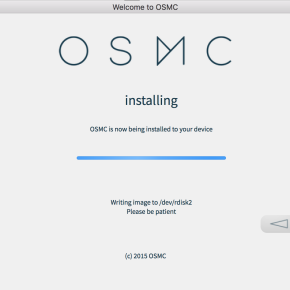 Welcome to OSMC
OSMC
installing
OSMC is now being installed to your device
Writing image to /dev/rdisk2
Please be patient
(c) 2015 OSMC